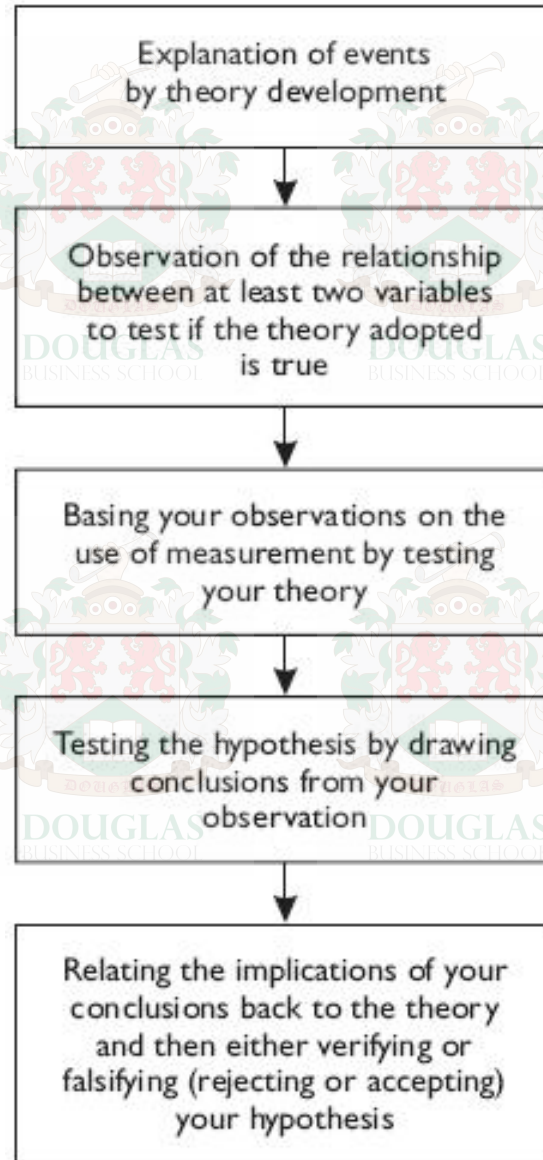 Explanation of events
by theory development
Observation of the relationship
between at least two variables
to test if the theory adopted
is true
DOUGLAS
BUSINESS SCHOOL
DOUGLAS
BUSINESS SCHOOL
Basing your observations on the
use of measurement by testing
your theory
Testing the hypothesis by drawing
conclusions from your
observation
DOUGLAS
DOUGLAS
DOUGLAS
BUSINESS SCHOOL
DOUGLAS
BUSINESS SCHOOL
Relating the implications of your
conclusions back to the theory
and then either verifying or
falsifying (rejecting or accepting)
your hypothesis